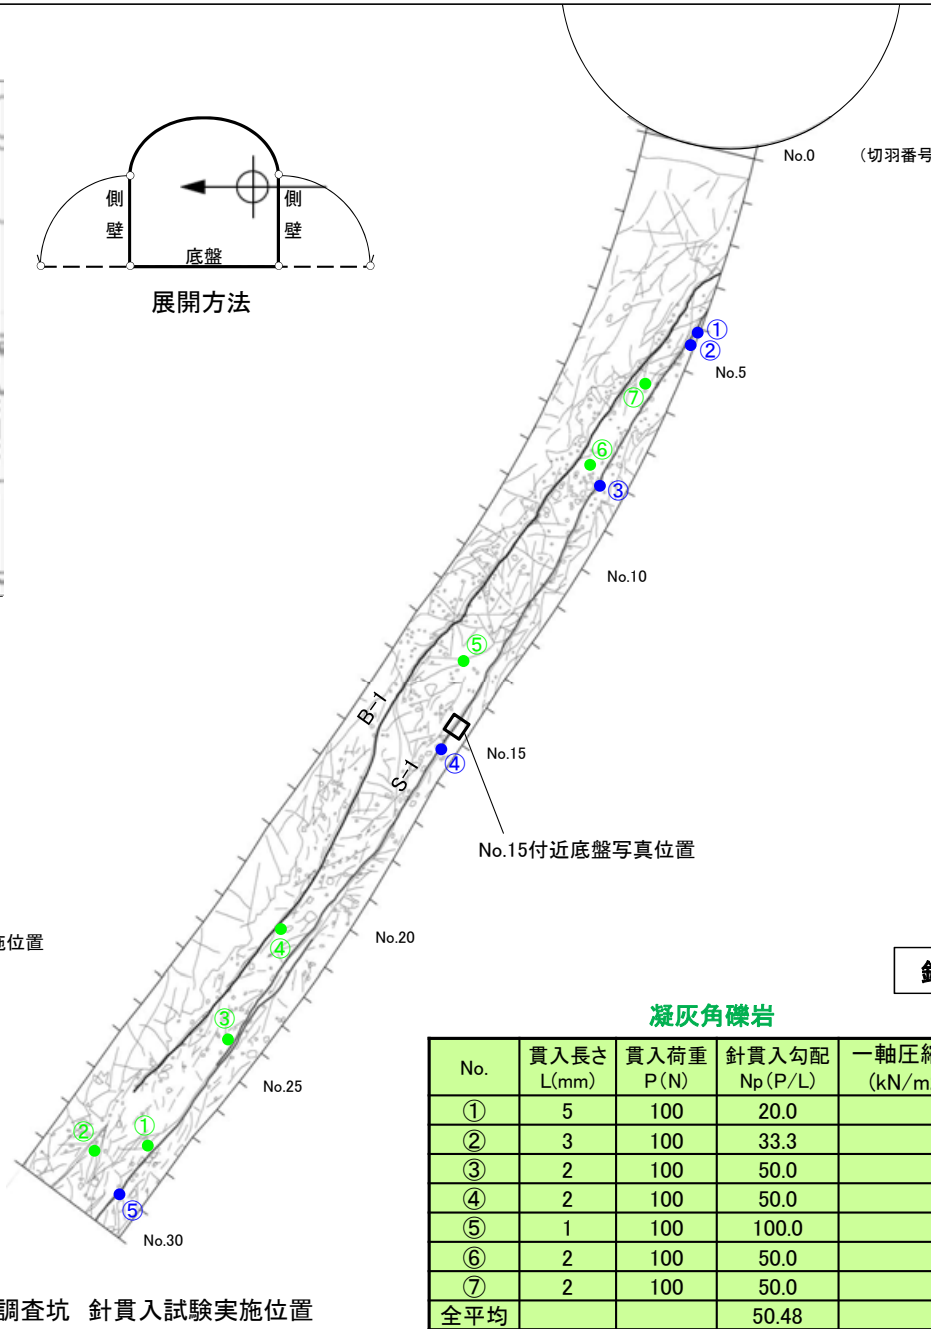 No.0
(切羽番号
側壁
側壁
底盤
展開方法
①
②
No.5
⑦
⑥
③
No.10
⑤
B-1
S-1
No.15
④
No.15付近底盤写真位置
No.20
施位置
④
③
凝灰角礫岩
No.25
①
②
⑤
No.30
調査坑 針貫入試験実施位置
No. 貫入長さ L(mm) 貫入荷重 P(N) 針貫入勾配 Np(P/L) 一軸圧縮 (kN/m
① 5 100 20.0
② 3 100 33.3
③ 2 100 50.0
④ 2 100 50.0
⑤ 1 100 100.0
⑥ 2 100 50.0
⑦ 2 100 50.0
全平均 50.48